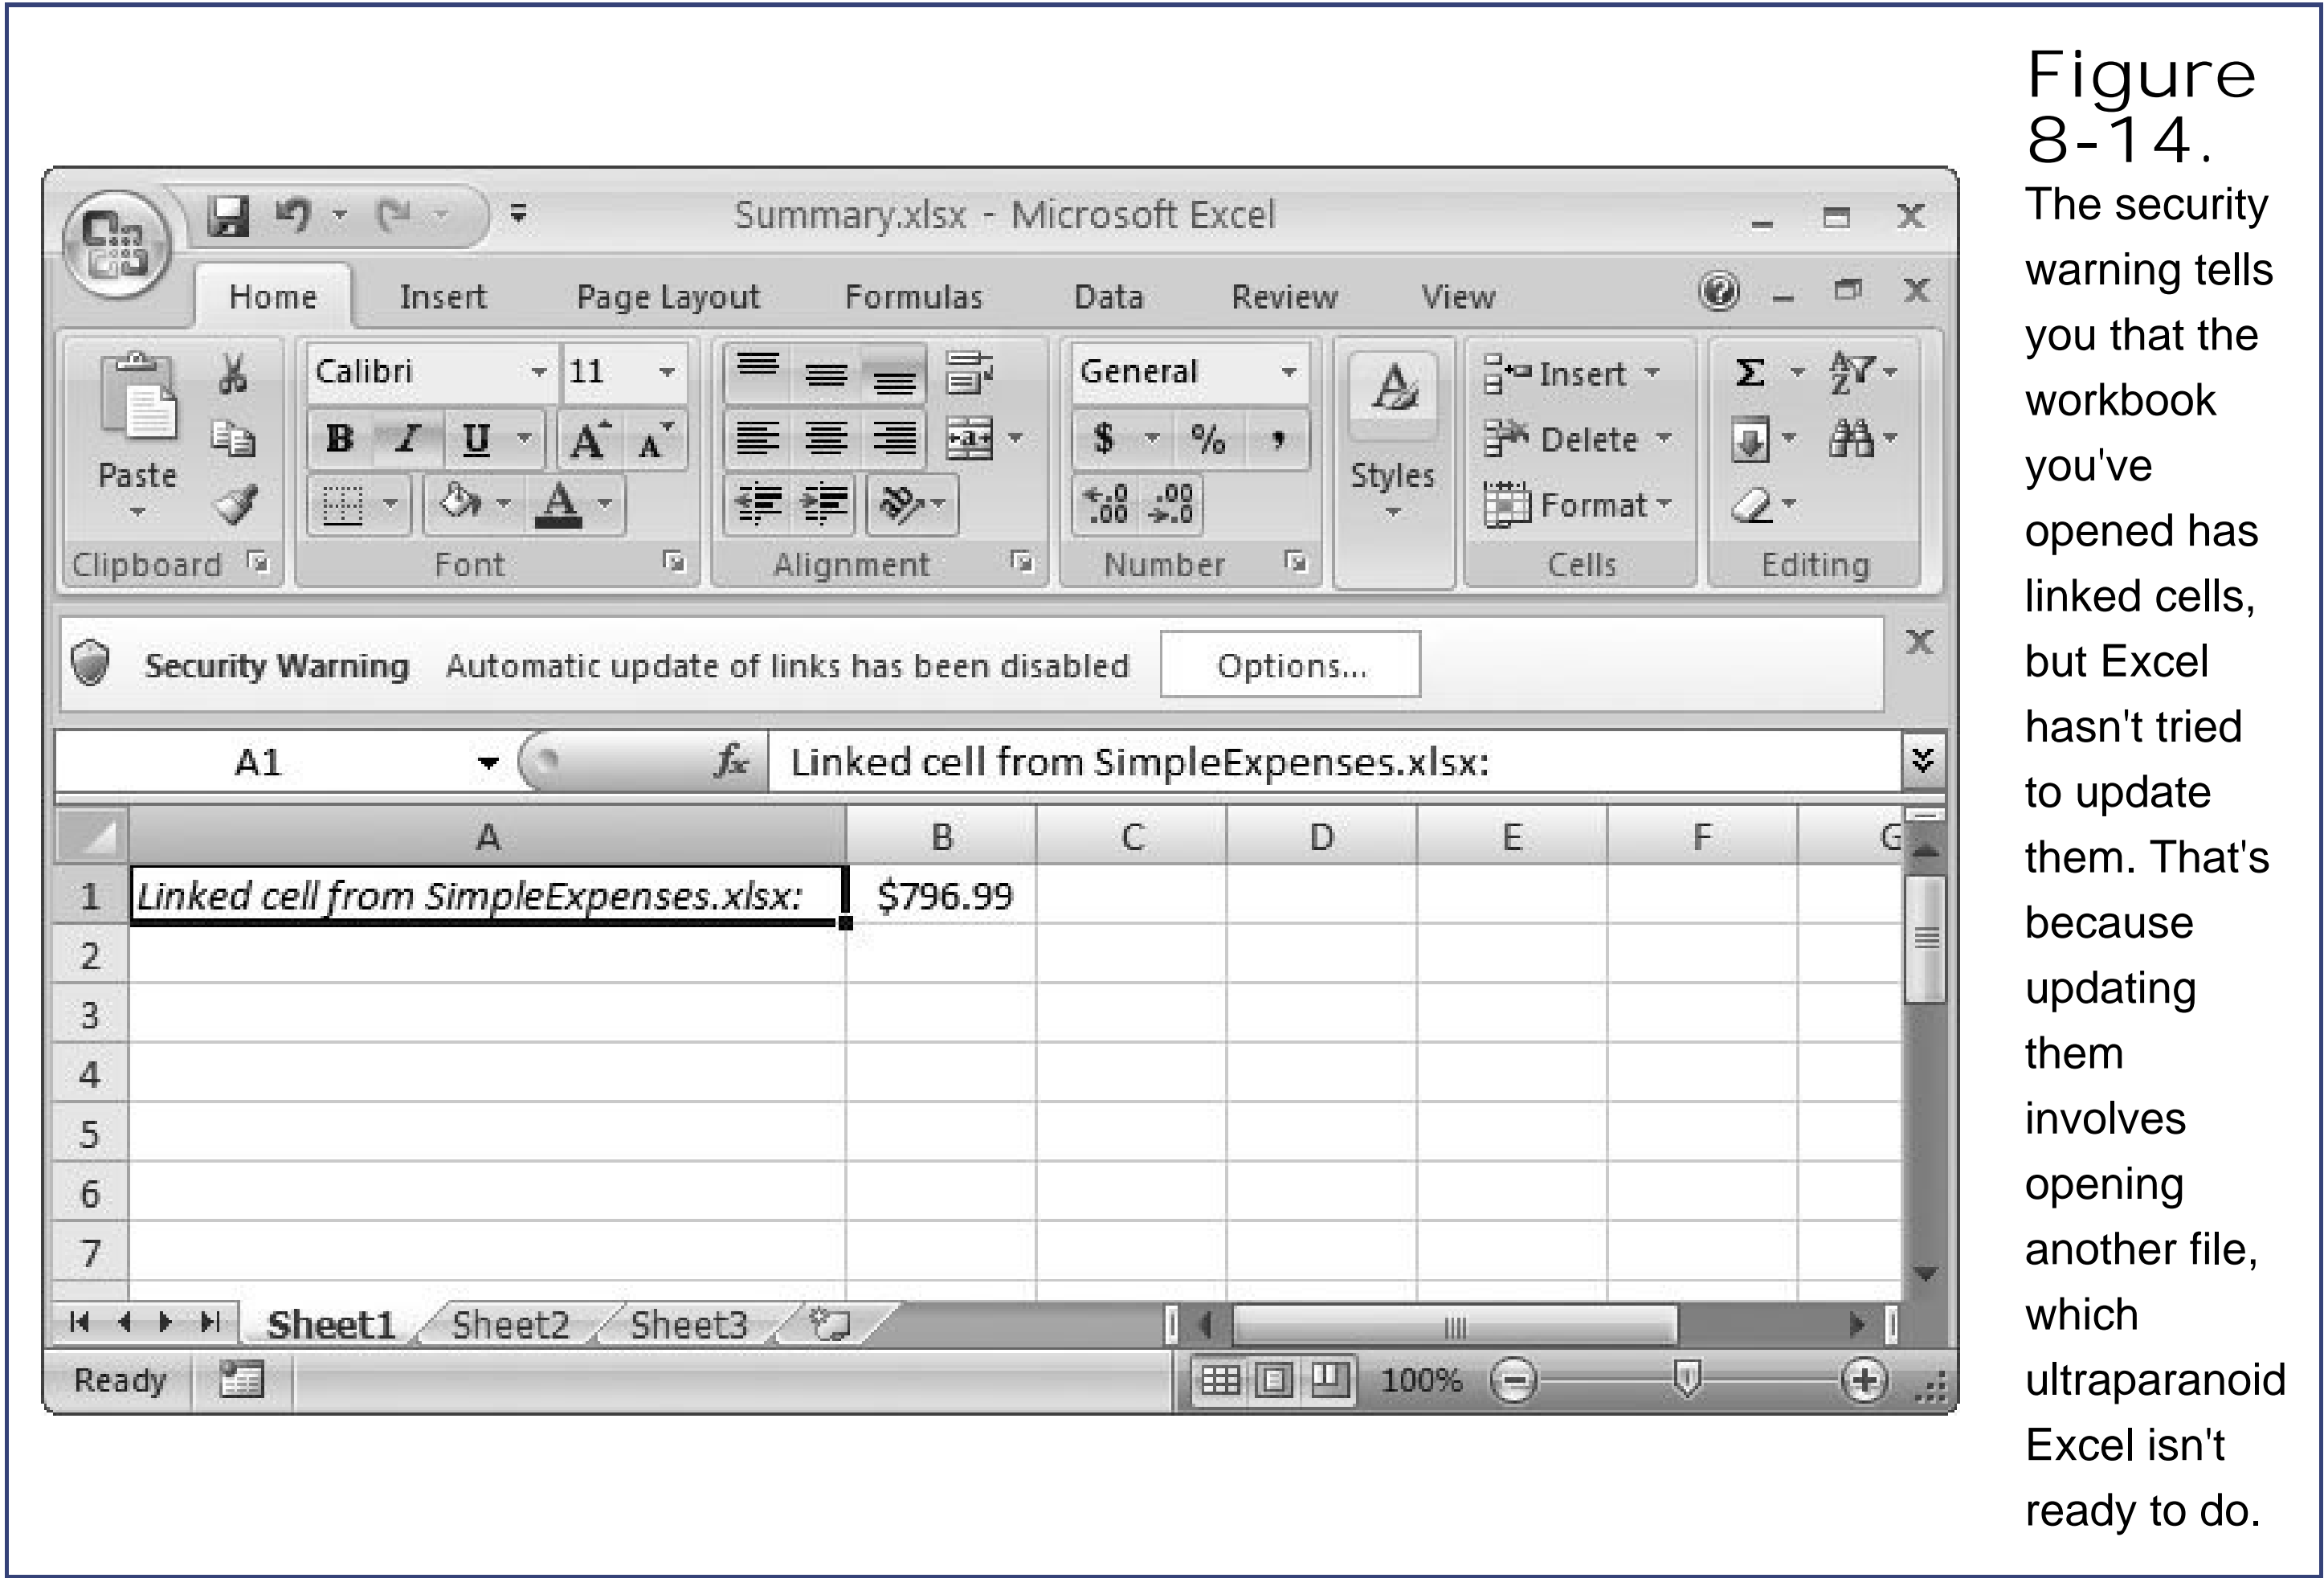 Figure
8-14.
The security
warning tells
you that the
workbook
you've
opened has
linked cells,
but Excel
hasn't tried
to update
them. That's
because
updating
them
involves
opening
another file,
which
ultraparanoid
Excel isn't
ready to do.
Summary.xlsx - Microsoft Excel
Home Insert Page Layout Formulas Data Review View
Paste
Clipboard
Calibri 11
B I U A A
A
Font
Alignment
General
$ % ,
.0 .00 .00 .0
Number
Styles
Insert
Delete
Format
Cells
Σ A Z
Editing
Security Warning Automatic update of links has been disabled Options...
A1 fx Linked cell from SimpleExpenses.xlsx:
A B C D E F G
1 Linked cell from SimpleExpenses.xlsx: $796.99
2
3
4
5
6
7
Sheet1 Sheet2 Sheet3
Ready 100%